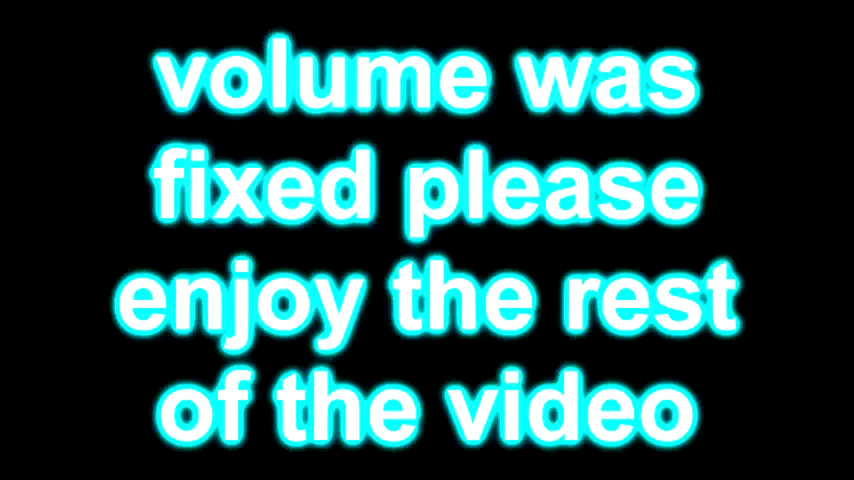 volume was
fixed please
enjoy the rest
of the video